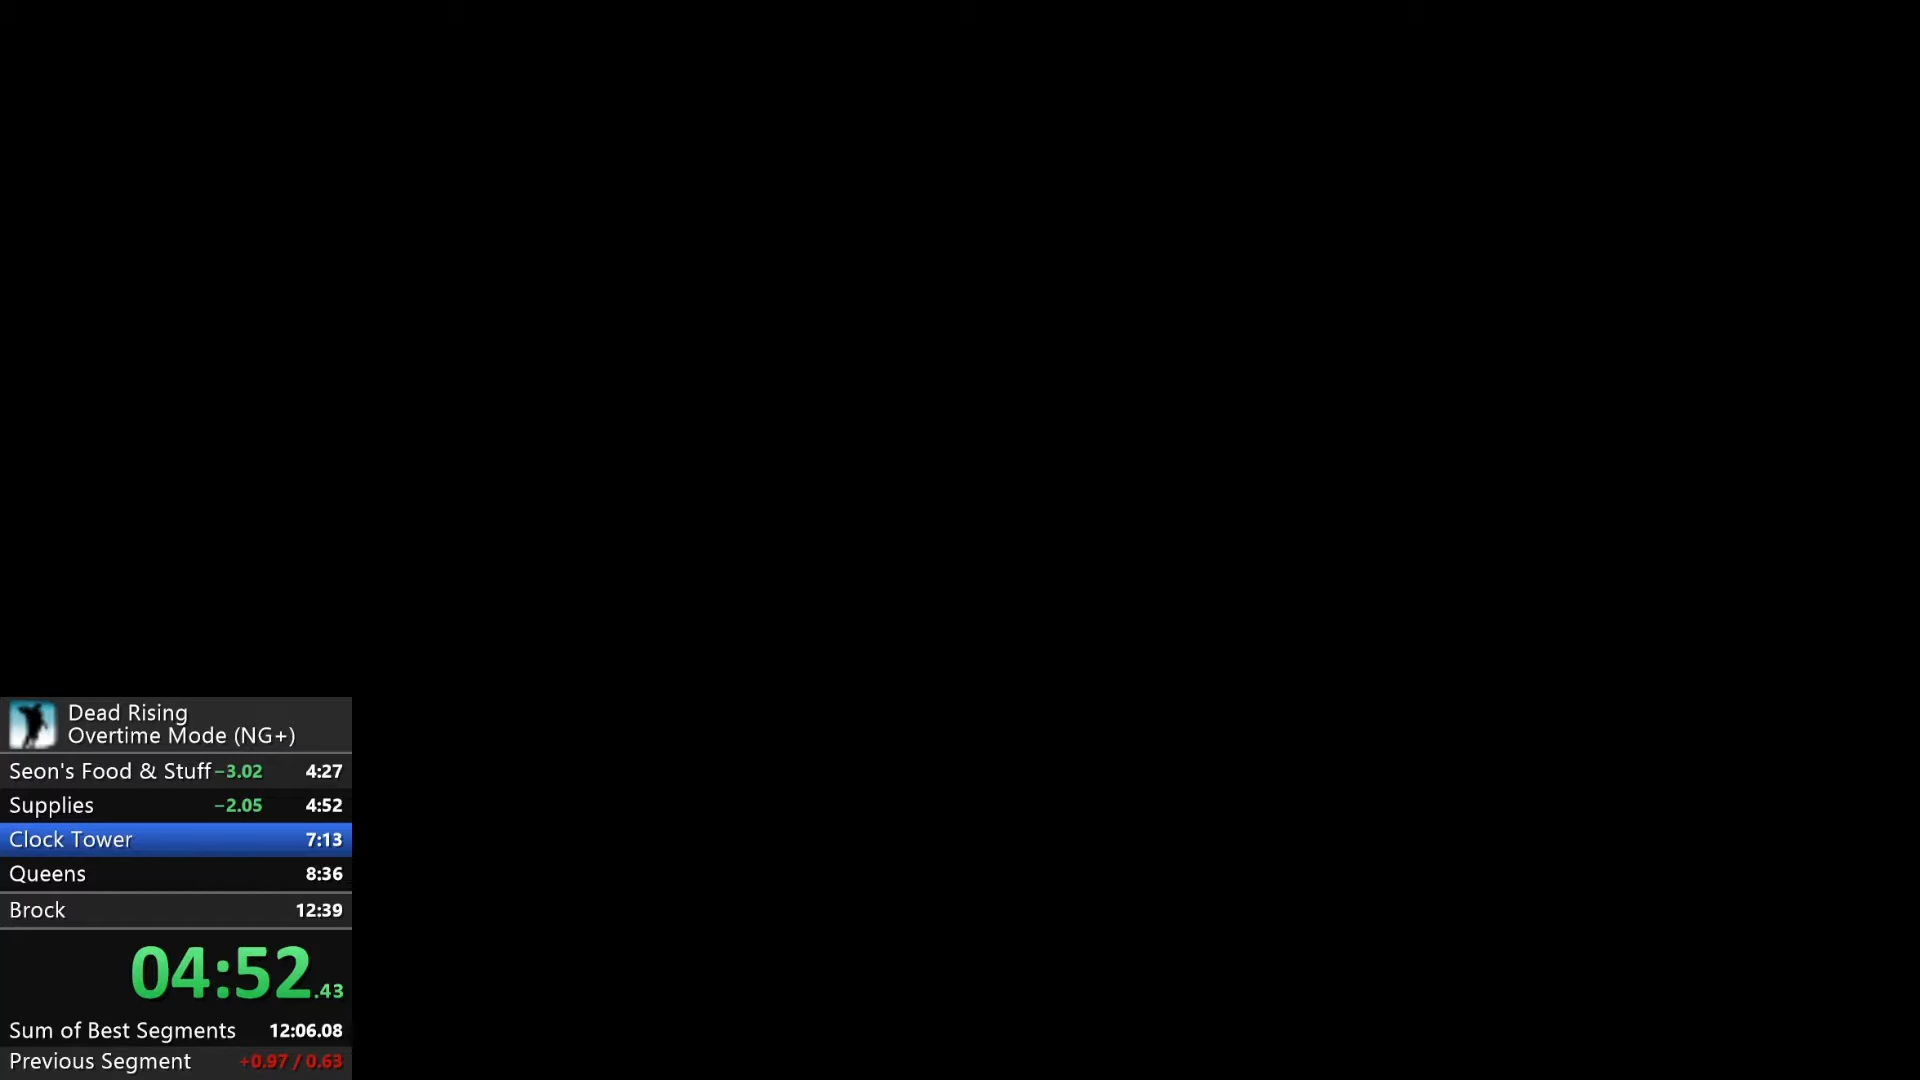 Dead Rising
Overtime Mode (NG+)
Seon's Food & Stuff −3.02 4:27
Supplies −2.05 4:52
Clock Tower 7:13
Queens 8:36
Brock 12:39
04:52.43
Sum of Best Segments 12:06.08
Previous Segment +0.97 / 0.63